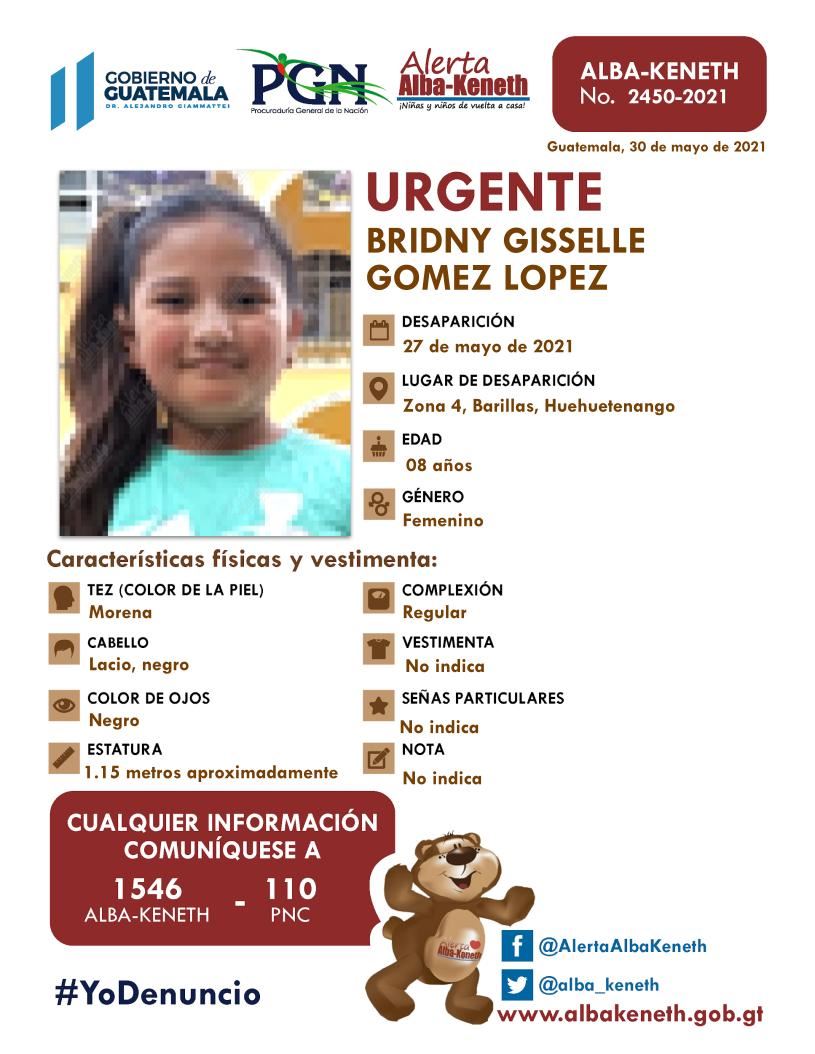 GOBIERNO de
GUATEMALA
DR. ALEJANDRO GIAMMATTEI
PGN
Procuraduría General de la Nación
Alerta
Alba-Keneth
¡Niñas y niños de vuelta a casa!
ALBA-KENETH
No. 2450-2021
Guatemala, 30 de mayo de 2021
URGENTE
BRIDNY GISSELLE
GOMEZ LOPEZ
DESAPARICIÓN
27 de mayo de 2021
LUGAR DE DESAPARICIÓN
Zona 4, Barillas, Huehuetenango
EDAD
08 años
GÉNERO
Femenino
Características físicas y vestimenta:
TEZ (COLOR DE LA PIEL)
Morena
CABELLO
Lacio, negro
COLOR DE OJOS
Negro
ESTATURA
1.15 metros aproximadamente
COMPLEXIÓN
Regular
VESTIMENTA
No indica
SEÑAS PARTICULARES
No indica
NOTA
No indica
CUALQUIER INFORMACIÓN
COMUNÍQUESE A
1546 - 110
ALBA-KENETH PNC
Alerta
Alba-Keneth
@AlertaAlbaKeneth
@alba_keneth
#YoDenuncio
www.albakeneth.gob.gt